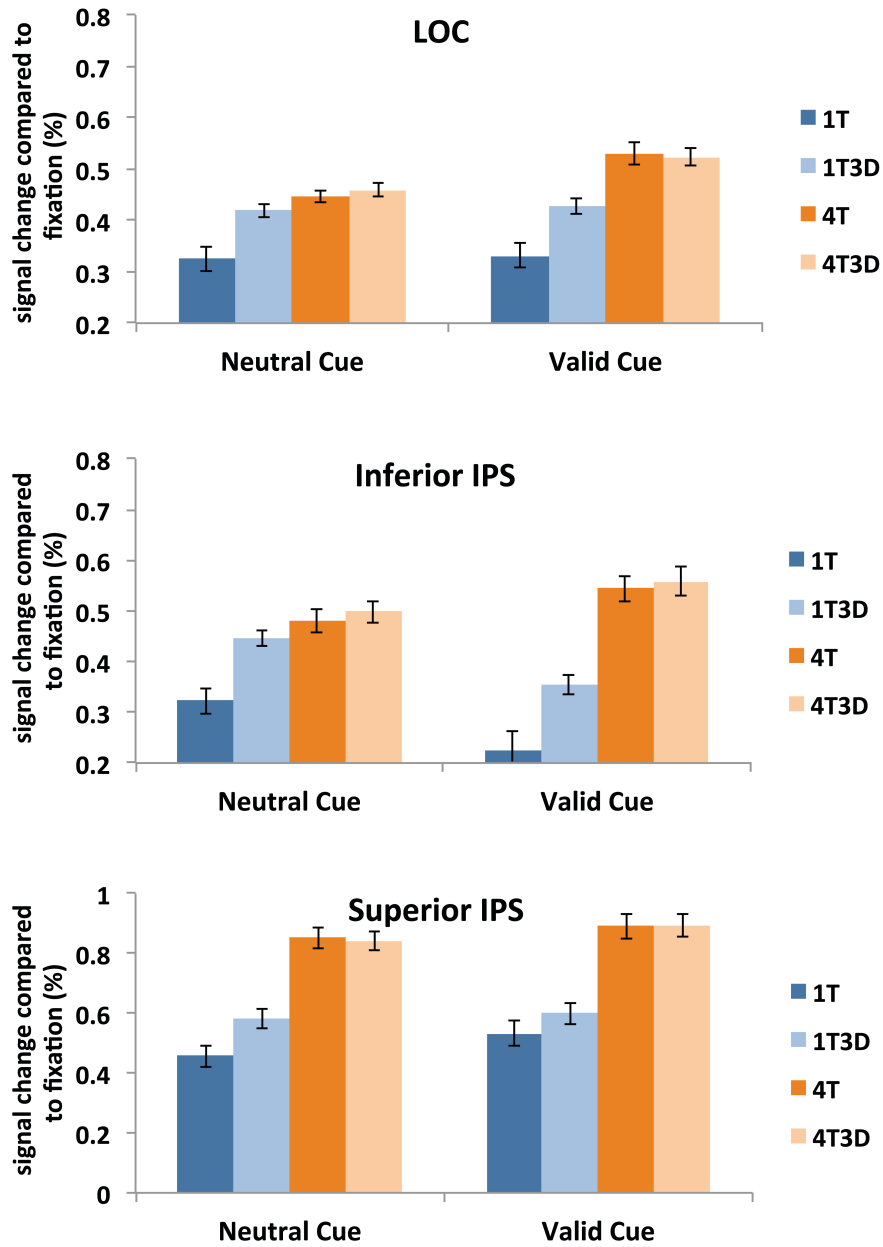 LOC
signal change compared to
fixation (%)
0.8
0.7
0.6
0.5
0.4
0.3
0.2
Neutral Cue
Valid Cue
1T
1T3D
4T
4T3D
Inferior IPS
signal change compared
to fixation (%)
0.8
0.7
0.6
0.5
0.4
0.3
0.2
Neutral Cue
Valid Cue
1T
1T3D
4T
4T3D
Superior IPS
signal change compared
to fixation (%)
1
0.8
0.6
0.4
0.2
0
Neutral Cue
Valid Cue
1T
1T3D
4T
4T3D